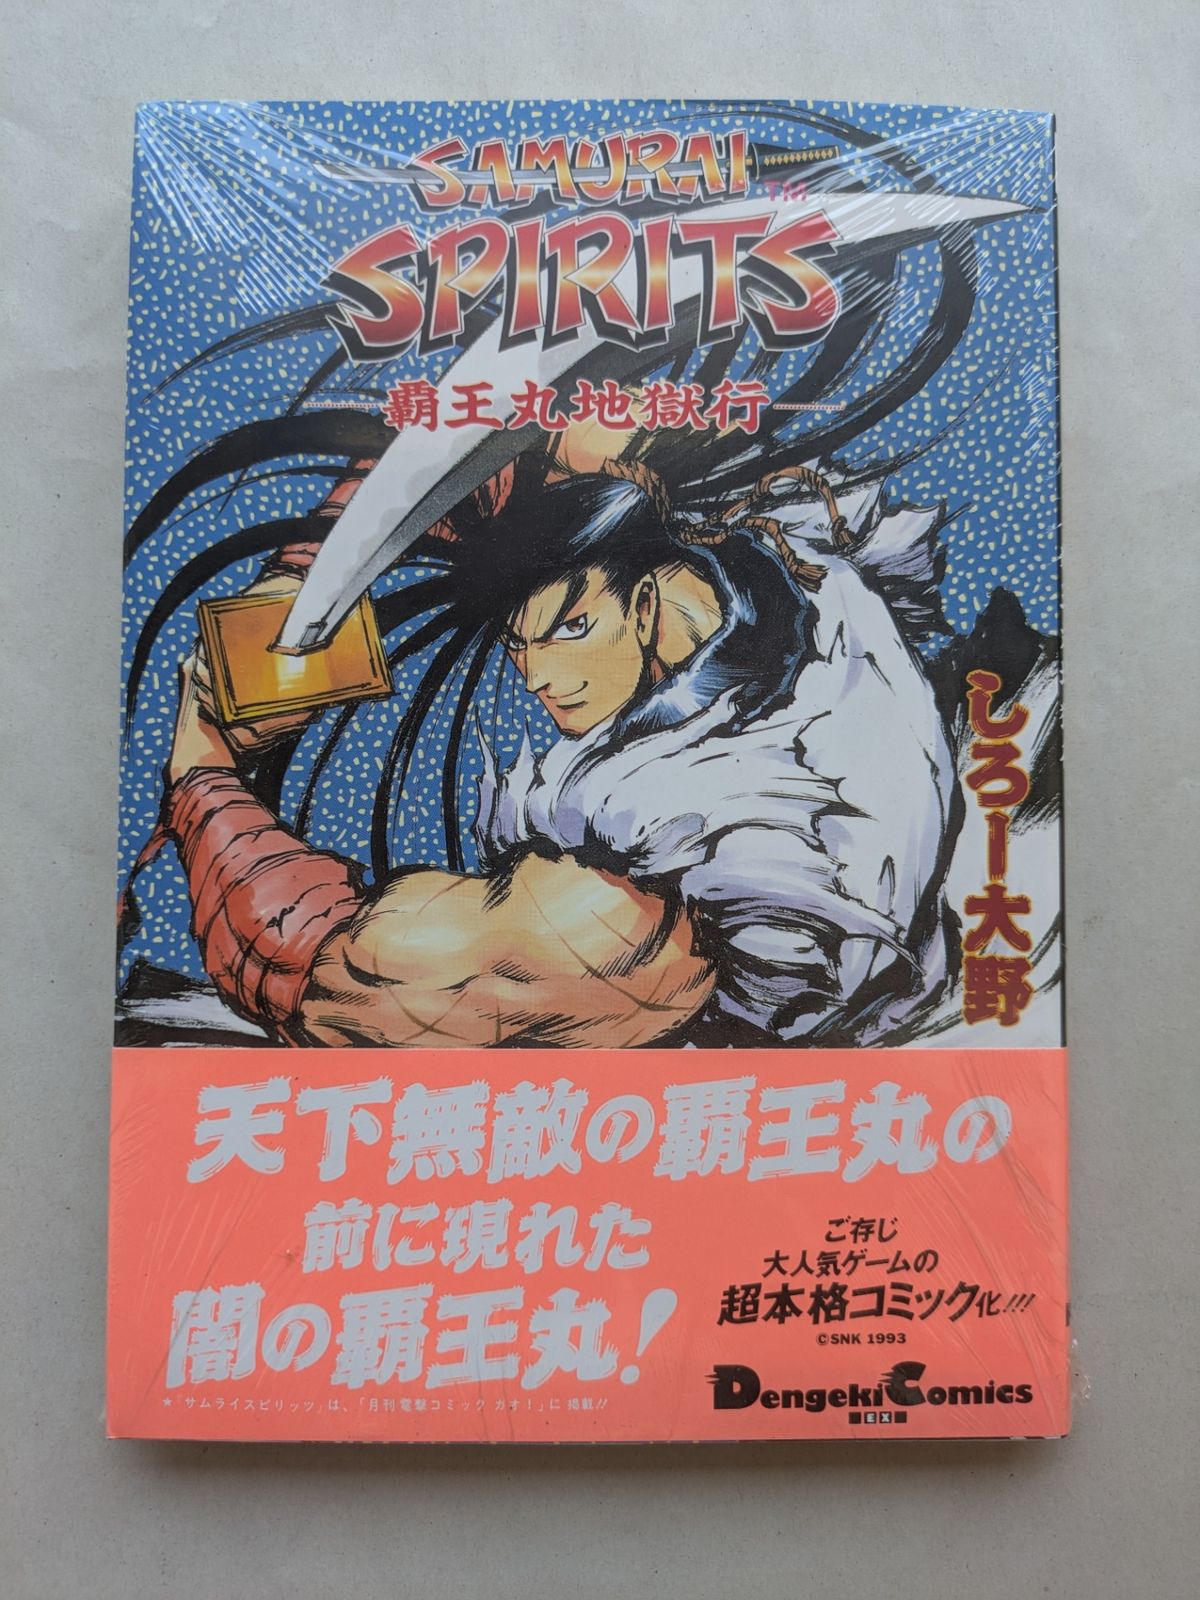 SAMURAI
SPIRITS
TM
覇王丸地獄行
しろー大野
天下無敵の覇王丸の
前に現れた
闇の覇王丸!
★「サムライスピリッツ」は、「月刊電撃コミック ガオ!」に掲載!!
ご存じ
大人気ゲームの
超本格コミック化!!!
©SNK 1993
Dengeki Comics
EX